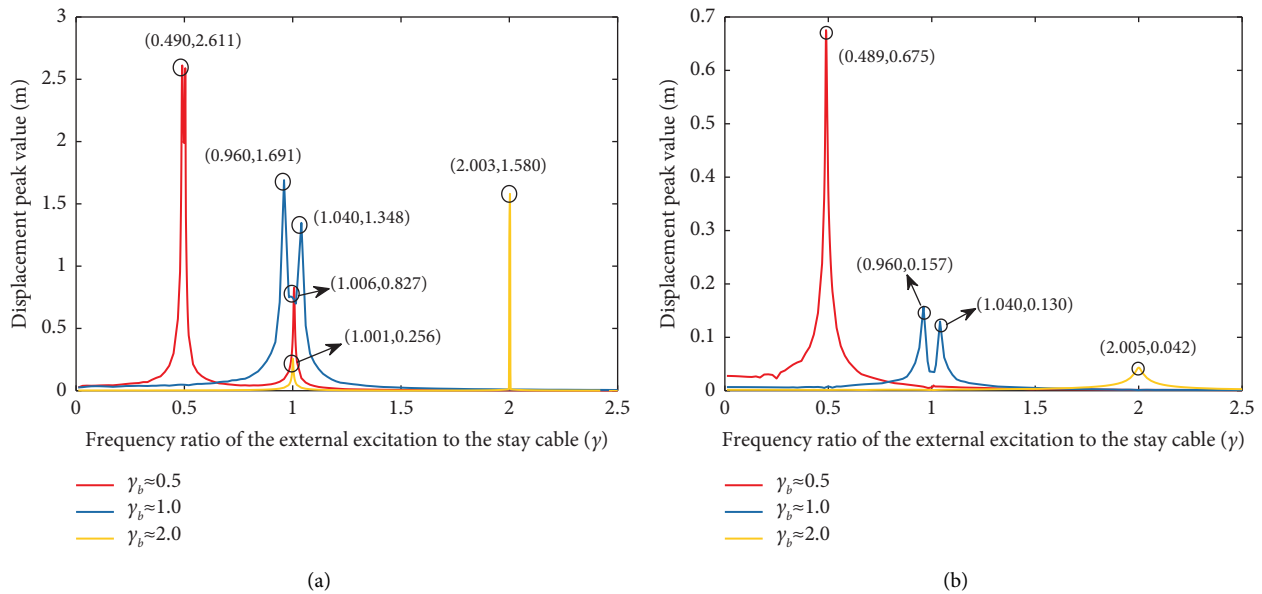 3
2.5
2
1.5
1
0.5
0
Displacement peak value (m)
(0.490,2.611)
(0.960,1.691)
(1.040,1.348)
(2.003,1.580)
(1.006,0.827)
(1.001,0.256)
0 0.5 1 1.5 2 2.5
Frequency ratio of the external excitation to the stay cable (γ)
γb≈0.5
γb≈1.0
γb≈2.0
(a)
0.7
0.6
0.5
0.4
0.3
0.2
0.1
0
Displacement peak value (m)
(0.489,0.675)
(0.960,0.157)
(1.040,0.130)
(2.005,0.042)
0 0.5 1 1.5 2 2.5
Frequency ratio of the external excitation to the stay cable (γ)
γb≈0.5
γb≈1.0
γb≈2.0
(b)